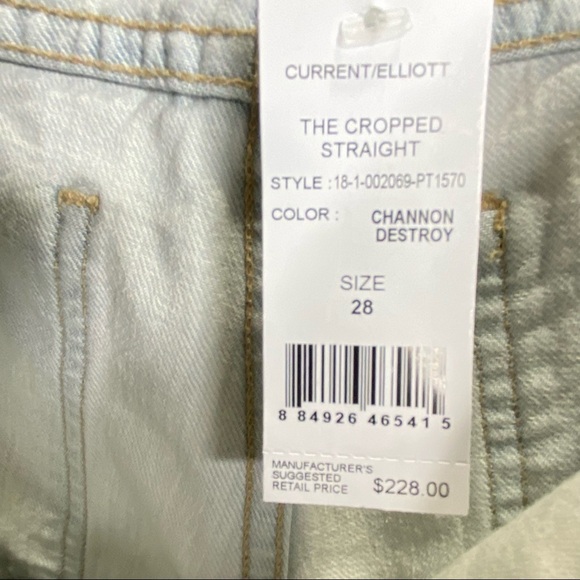 CURRENT/ELLIOTT
THE CROPPED
STRAIGHT
STYLE :18-1-002069-PT1570
COLOR : CHANNON
DESTROY
SIZE
28
8 84926 46541 5
MANUFACTURER'S
SUGGESTED
RETAIL PRICE $228.00